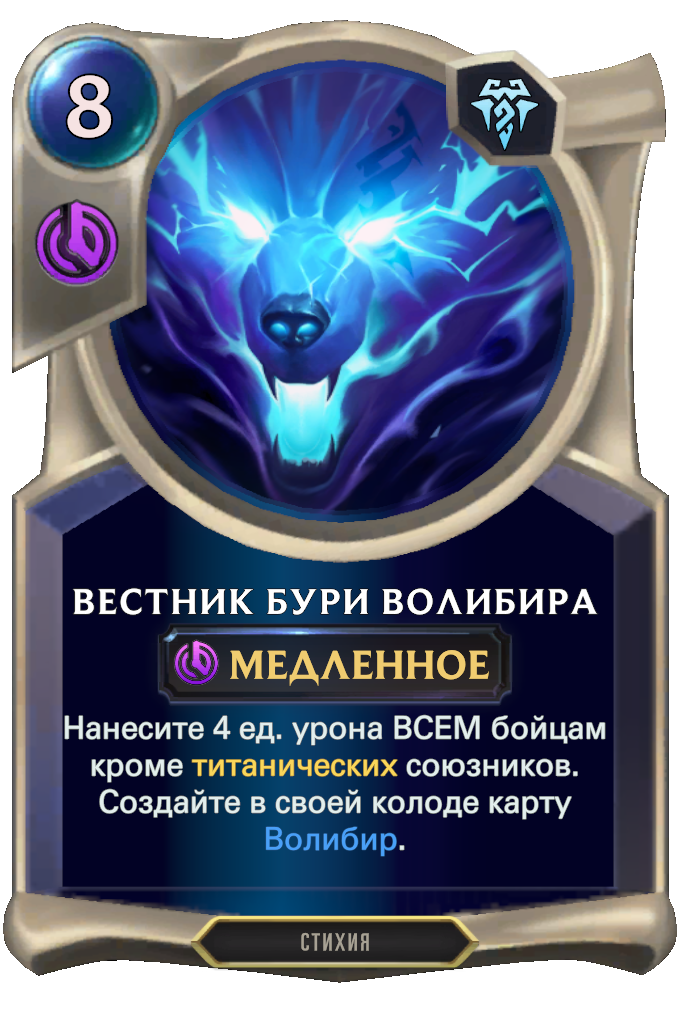 8
ВЕСТНИК БУРИ ВОЛИБИРА
МЕДЛЕННОЕ
Нанесите 4 ед. урона ВСЕМ бойцам
кроме титанических союзников.
Создайте в своей колоде карту
Волибир.
СТИХИЯ